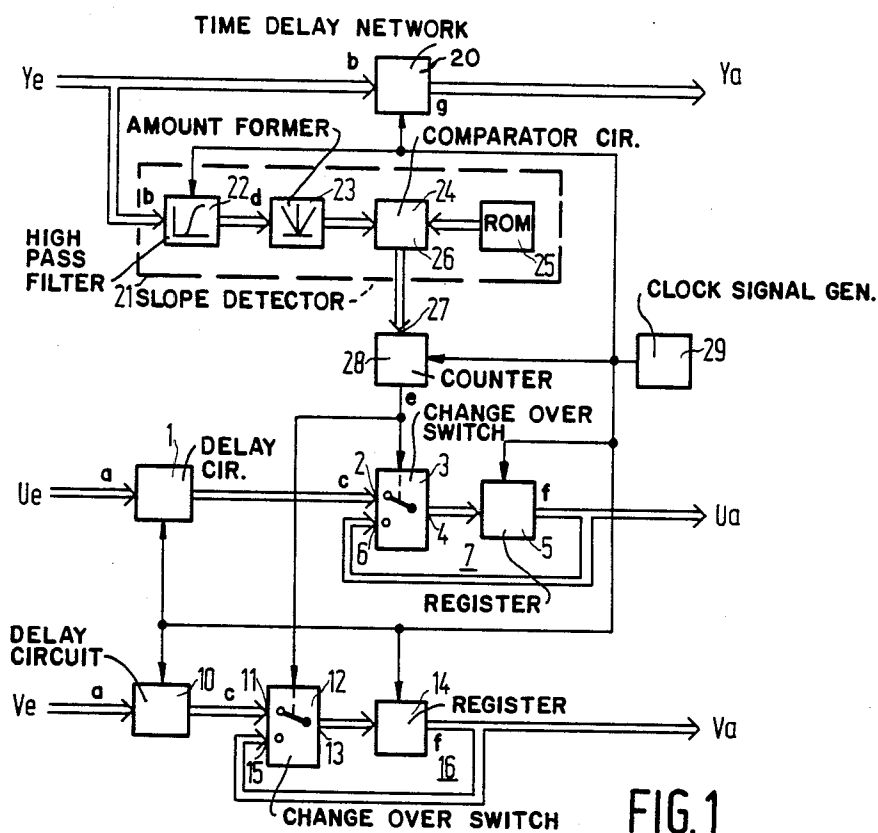 TIME DELAY NETWORK
Ye
b
20
g
Ya
AMOUNT FORMER
COMPARATOR CIR.
b
22
d
23
24
26
ROM
25
HIGH
PASS
FILTER
21
SLOPE DETECTOR
27
CLOCK SIGNAL GEN.
29
28
COUNTER
e
CHANGE OVER
SWITCH
1
DELAY
CIR.
Ue
a
c
2
3
4
6
7
f
5
Ua
REGISTER
DELAY
CIRCUIT
Ve
a
10
c
11
12
13
15
14
REGISTER
f
16
Va
CHANGE OVER SWITCH
FIG.1